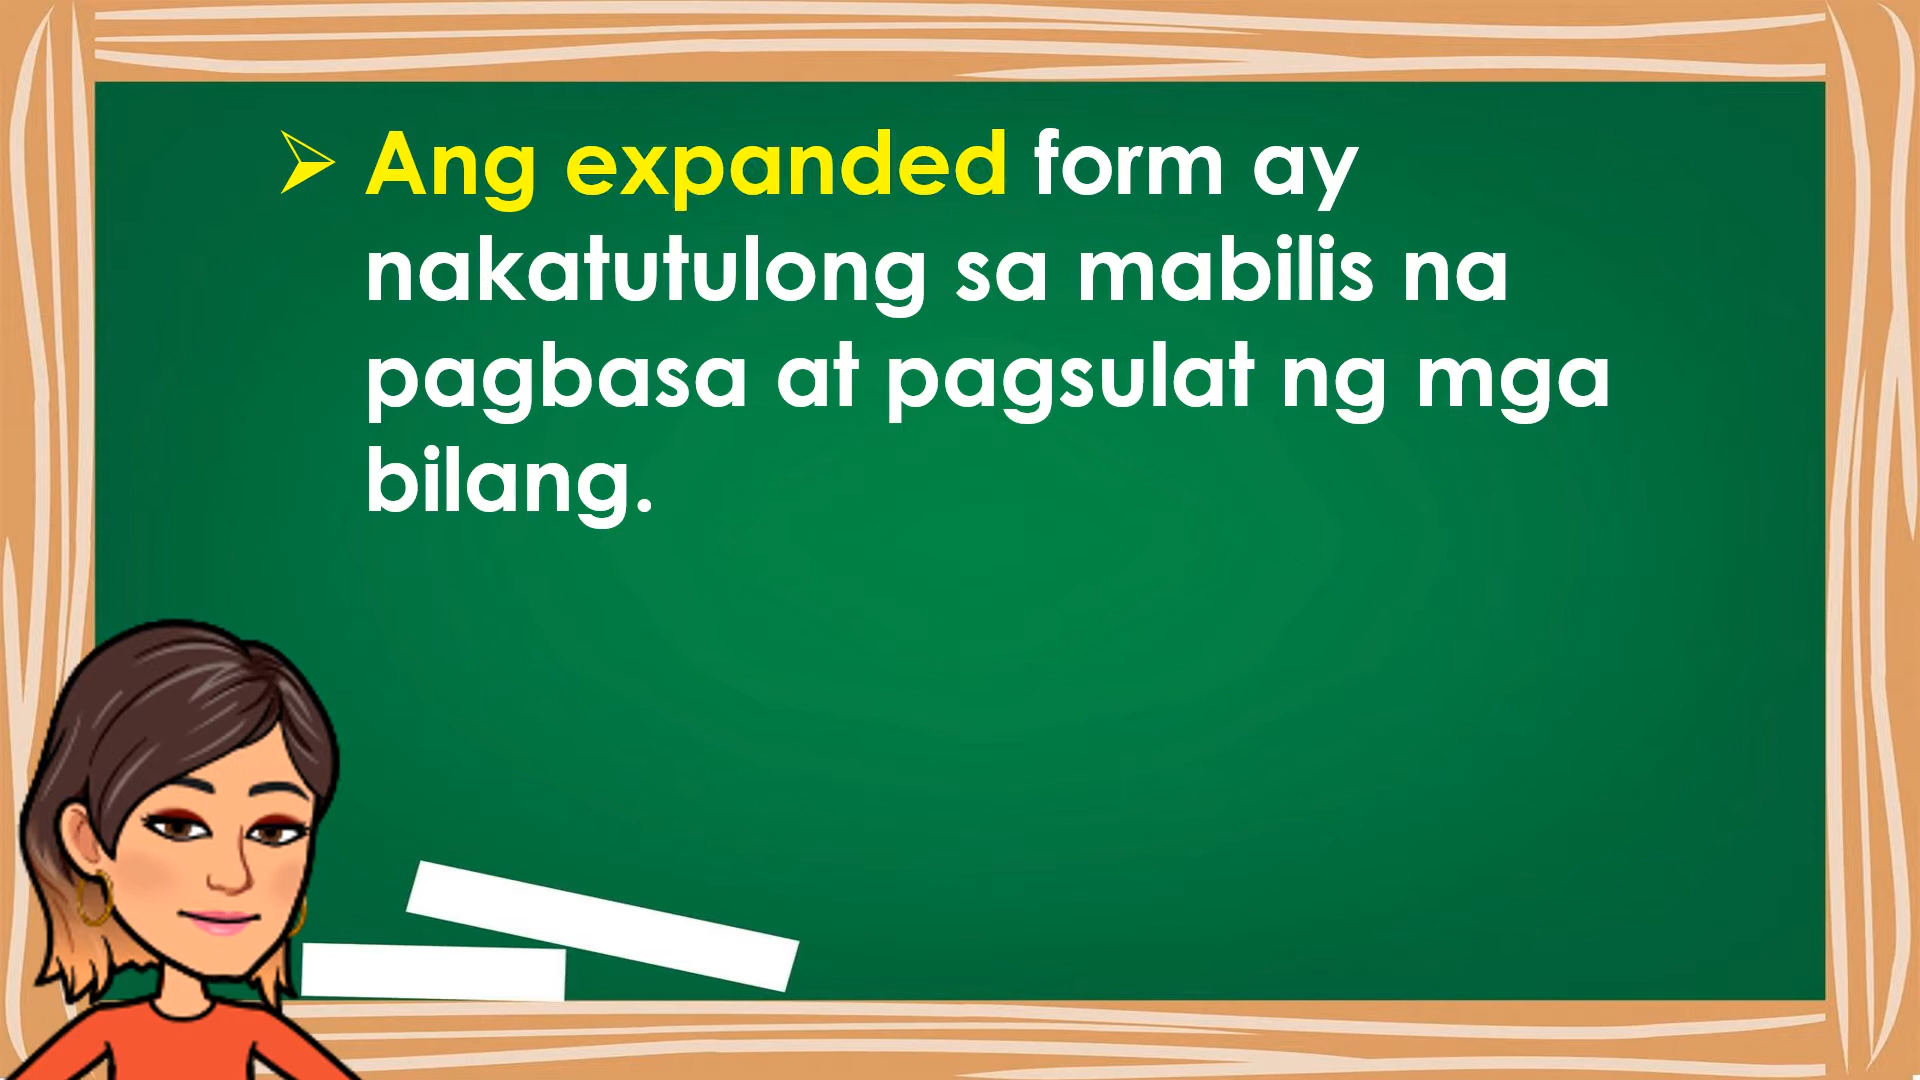 ➢ Ang expanded form ay
nakatutulong sa mabilis na
pagbasa at pagsulat ng mga
bilang.